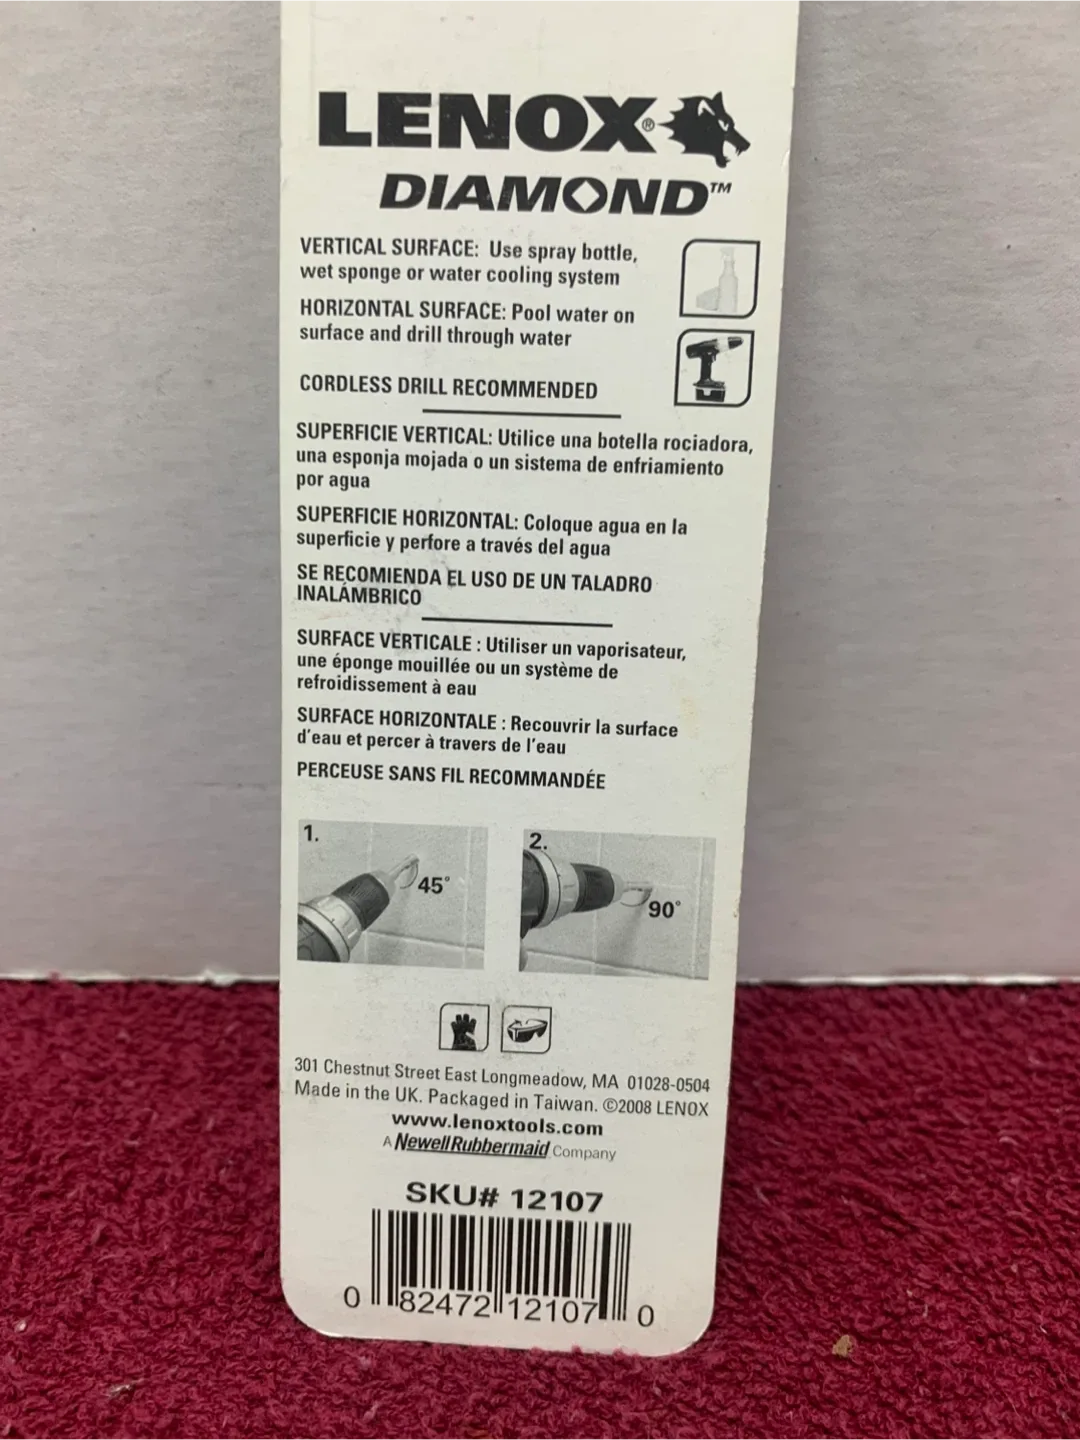 LENOX®
DIAMOND™
VERTICAL SURFACE: Use spray bottle,
wet sponge or water cooling system
HORIZONTAL SURFACE: Pool water on
surface and drill through water
CORDLESS DRILL RECOMMENDED
SUPERFICIE VERTICAL: Utilice una botella rociadora,
una esponja mojada o un sistema de enfriamiento
por agua
SUPERFICIE HORIZONTAL: Coloque agua en la
superficie y perfore a través del agua
SE RECOMIENDA EL USO DE UN TALADRO
INALÁMBRICO
SURFACE VERTICALE : Utiliser un vaporisateur,
une éponge mouillée ou un système de
refroidissement à eau
SURFACE HORIZONTALE : Recouvrir la surface
d'eau et percer à travers de l'eau
PERCEUSE SANS FIL RECOMMANDÉE
1.
45°
2.
90°
301 Chestnut Street East Longmeadow, MA 01028-0504
Made in the UK. Packaged in Taiwan. ©2008 LENOX
www.lenoxtools.com
A NewellRubbermaid Company
SKU# 12107
0 82472 12107 0